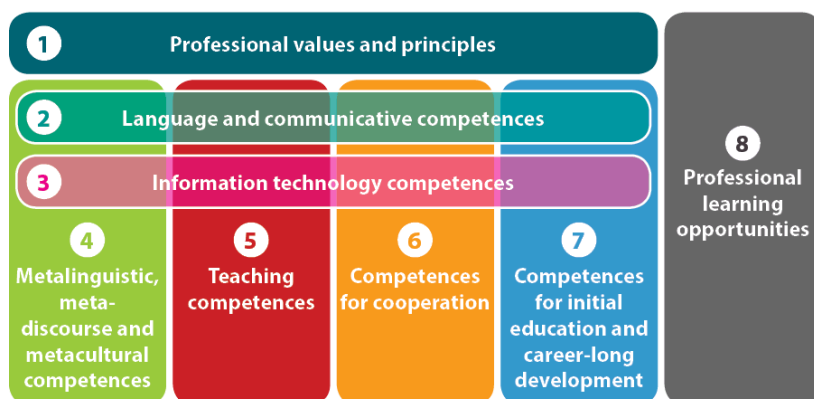 1 Professional values and principles
2 Language and communicative competences
3 Information technology competences
4
Metalinguistic,
meta-
discourse and
metacultural
competences
5
Teaching
competences
6
Competences
for cooperation
7
Competences
for initial
education and
career-long
development
8
Professional
learning
opportunities